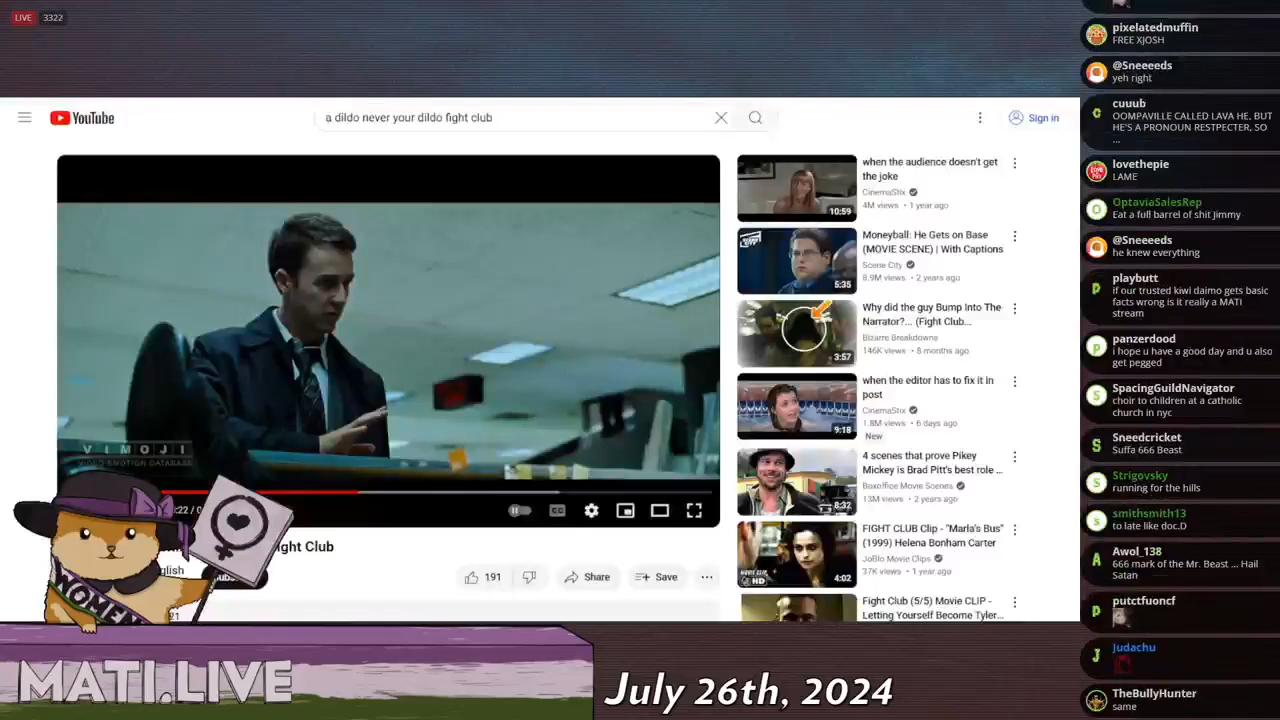 LIVE 3322
YouTube
a dildo never your dildo fight club
Sign in
VIMOJI
VIDEO EMOTION DATABASE
ight Club
glish
191
Share
Save
WOMEN
when the audience doesn't get
the joke
CinemaStix
4M views • 1 year ago
10:59
Moneyball: He Gets on Base
(MOVIE SCENE) | With Captions
Scene City
8.9M views • 2 years ago
5:35
Why did the guy Bump Into The
Narrator?... (Fight Club...
Bizarre Breakdowns
146K views • 8 months ago
3:57
when the editor has to fix it in
post
CinemaStix
1.8M views • 6 days ago
New
9:18
4 scenes that prove Pikey
Mickey is Brad Pitt's best role ...
Boxoffice Movie Scenes
13M views • 2 years ago
8:32
FIGHT CLUB Clip - "Marla's Bus"
(1999) Helena Bonham Carter
JoBlo Movie Clips
37K views • 1 year ago
4:02
Fight Club (5/5) Movie CLIP -
Letting Yourself Become Tyler...
pixelatedmuffin
FREE XJOSH
@Sneeeeds
yeh right
cuuub
OOMPAVILLE CALLED LAVA HE, BUT
HE'S A PRONOUN RESPECTER, SO
...
lovethepie
LAME
OptaviaSalesRep
Eat a full barrel of shit Jimmy
@Sneeeeds
he knew everything
playbutt
if our trusted kiwi daimo gets basic
facts wrong is it really a MATI
stream
panzerdood
i hope u have a good day and u also
get pegged
SpacingGuildNavigator
choir to children at a catholic
church in nyc
Sneedcricket
Suffa 666 Beast
Strigovsky
running for the hills
smithsmith13
to late like doc.D
Awol_138
666 mark of the Mr. Beast ... Hail
Satan
putctfuoncf
Judachu
TheBullyHunter
same
MATI.LIVE
July 26th, 2024